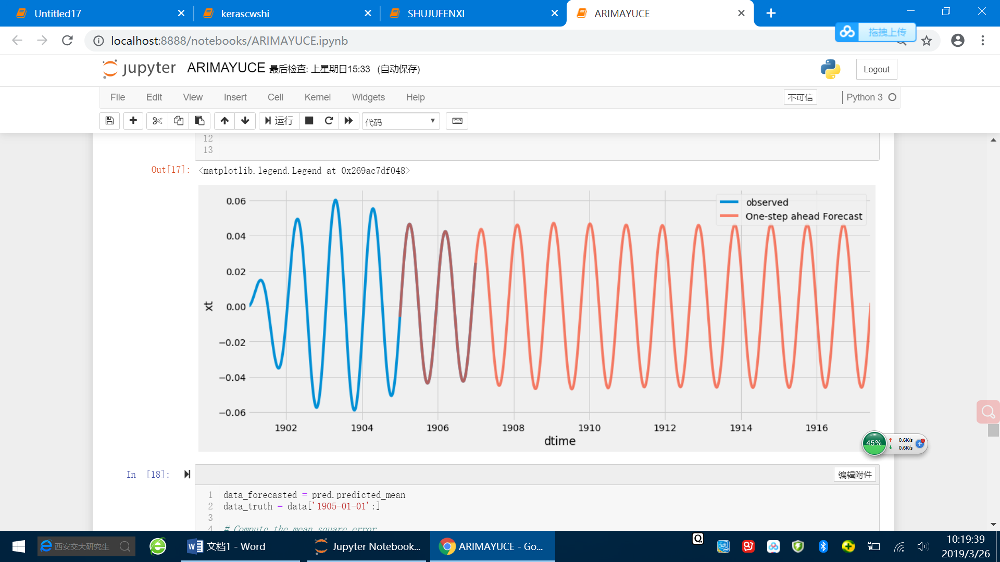 Untitled17
kerascwshi
SHUJUFENXI
ARIMAYUCE
localhost:8888/notebooks/ARIMAYUCE.ipynb
拖拽上传
jupyter ARIMAYUCE 最后检查: 上星期日15:33 (自动保存)
Logout
File Edit View Insert Cell Kernel Widgets Help
不可信
Python 3
运行
代码
12
13
Out[17]: <matplotlib.legend.Legend at 0x269ac7df048>
observed
One-step ahead Forecast
0.06
0.04
0.02
0.00
−0.02
−0.04
−0.06
xt
1902 1904 1906 1908 1910 1912 1914 1916
dtime
45%
0.6K/s
0.6K/s
In [18]:
编辑附件
1 data_forecasted = pred.predicted_mean
2 data_truth = data['1905-01-01':]
3
4 # Compute the mean square error
西安交大研究生
文档1 - Word
Jupyter Notebook...
ARIMAYUCE - Go...
10:19:39
2019/3/26